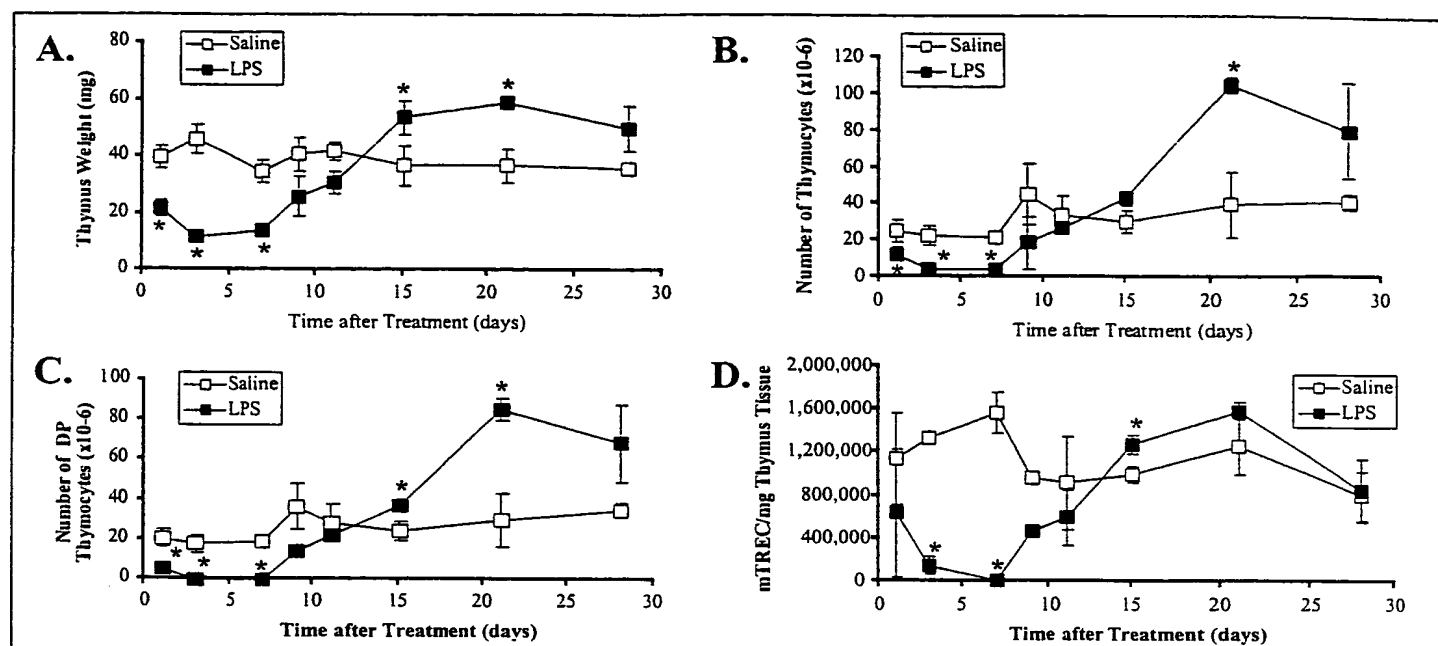 A.
Saline
LPS
Thymus Weight (mg)
80
60
40
20
0
* * * * *
0 5 10 15 20 25 30
Time after Treatment (days)
B.
Saline
LPS
Number of Thymocytes (x10-6)
120
100
80
60
40
20
0
* * * *
0 5 10 15 20 25 30
Time after Treatment (days)
C.
Saline
LPS
Number of DP
Thymocytes (x10-6)
100
80
60
40
20
0
* * * * *
0 5 10 15 20 25 30
Time after Treatment (days)
D.
Saline
LPS
mTREC/mg Thymus Tissue
2,000,000
1,600,000
1,200,000
800,000
400,000
0
* * *
0 5 10 15 20 25 30
Time after Treatment (days)